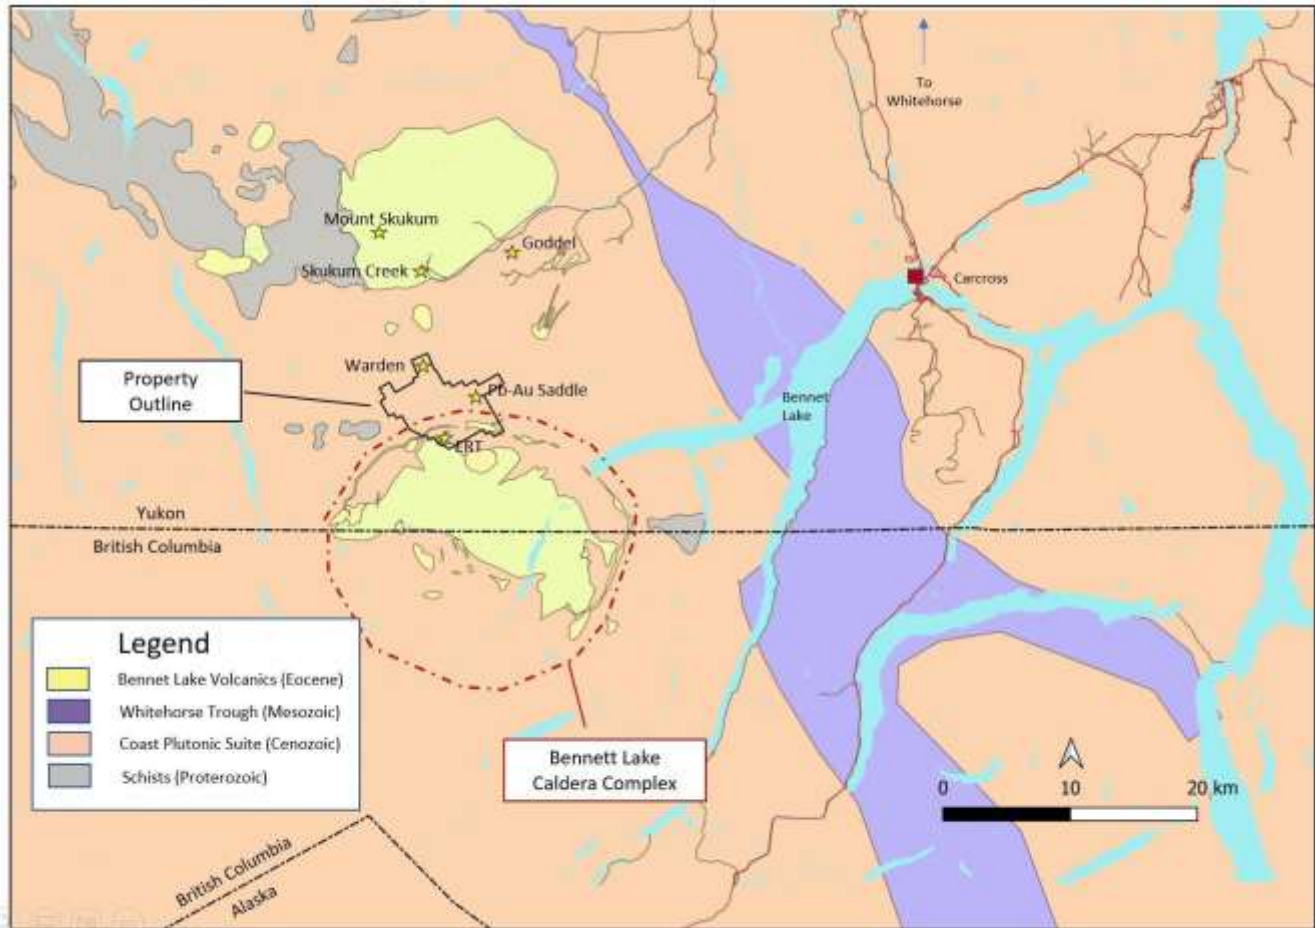 To
Whitehorse
Mount Skukum
Goddel
Skukum Creek
Carcross
Warden
Property
Outline
Pb-Au Saddle
Bennet
Lake
LRT
Yukon
British Columbia
Legend
Bennet Lake Volcanics (Eocene)
Whitehorse Trough (Mesozoic)
Coast Plutonic Suite (Cenozoic)
Schists (Proterozoic)
Bennett Lake
Caldera Complex
0 10 20 km
British Columbia
Alaska